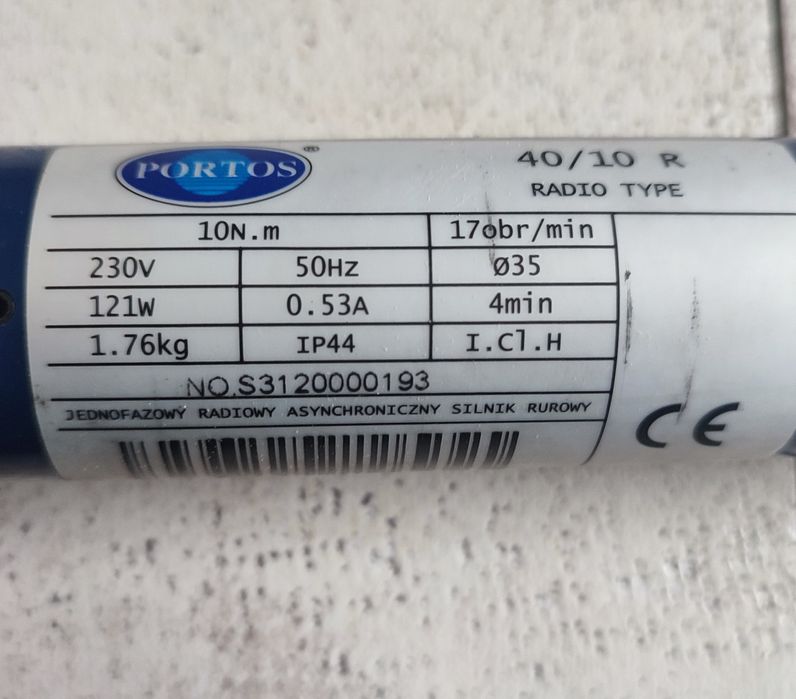 PORTOS®
40/10 R
RADIO TYPE
10N.m 17obr/min
230V 50Hz Ø35
121W 0.53A 4min
1.76kg IP44 I.Cl.H
NO.S3120000193
JEDNOFAZOWY RADIOWY ASYNCHRONICZNY SILNIK RUROWY
CE